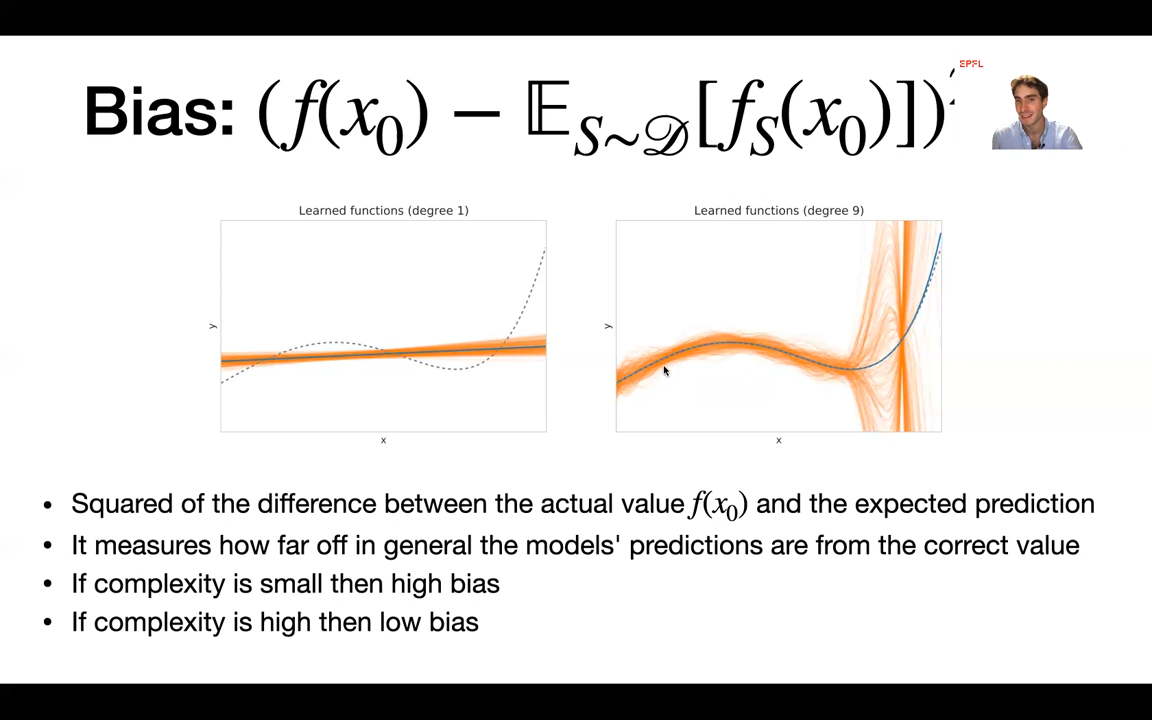 Bias: (f(x₀) − 𝔼_{S∼𝒟}[f_S(x₀)])²
EPFL
Learned functions (degree 1)
Learned functions (degree 9)
y
y
x
x
• Squared of the difference between the actual value f(x₀) and the expected prediction
• It measures how far off in general the models' predictions are from the correct value
• If complexity is small then high bias
• If complexity is high then low bias